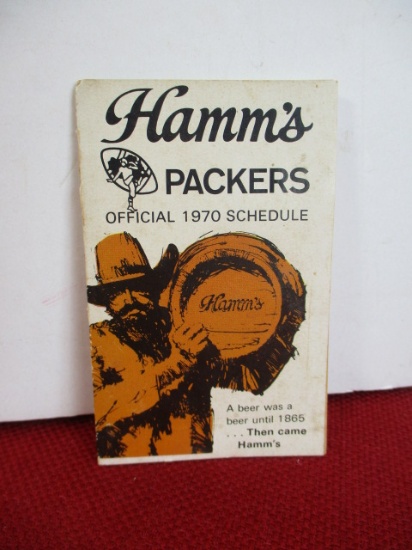 Hamm's
PACKERS
OFFICIAL 1970 SCHEDULE
Hamm's
A beer was a
beer until 1865
. . . Then came
Hamm's